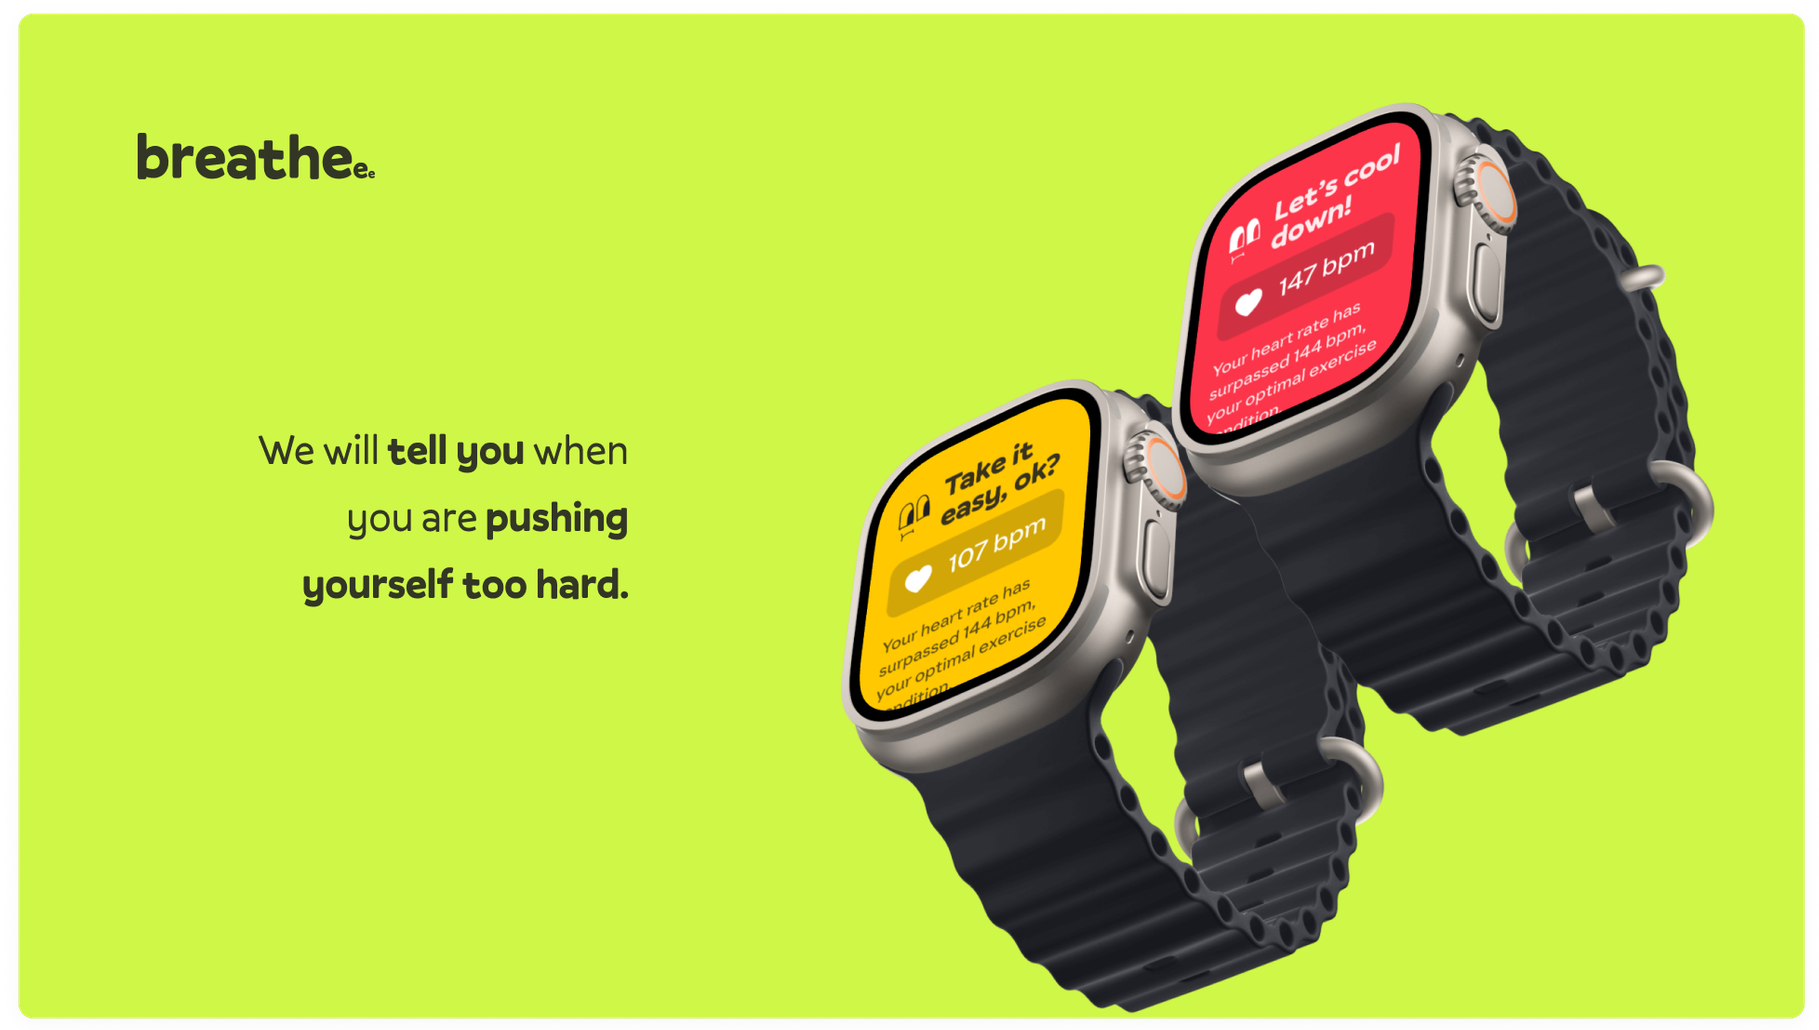 breatheee
We will tell you when
you are pushing
yourself too hard.
Let's cool
down!
147 bpm
Your heart rate has
surpassed 144 bpm,
your optimal exercise
Take it
easy, ok?
107 bpm
Your heart rate has
surpassed 144 bpm,
your optimal exercise